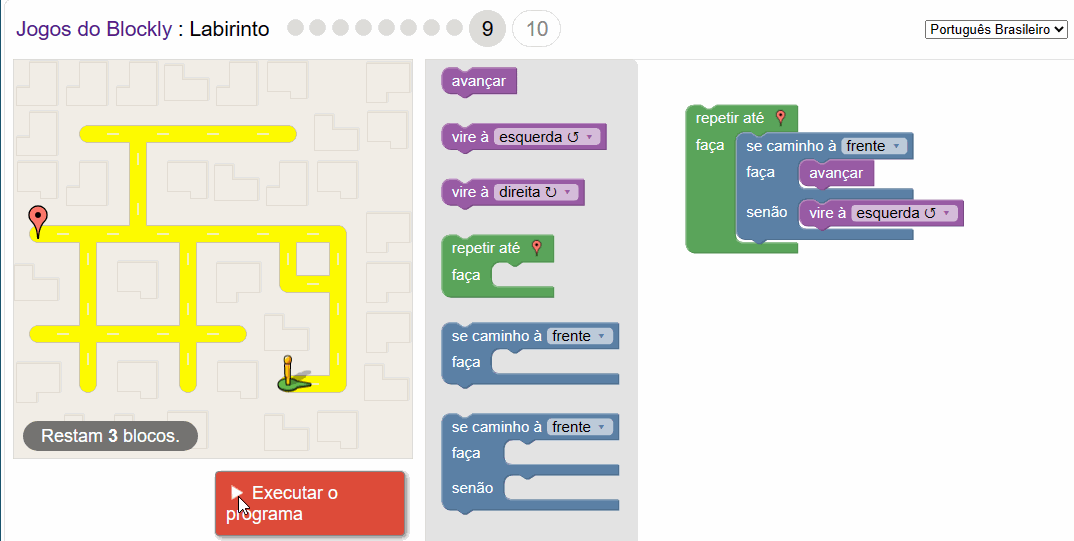 Jogos do Blockly : Labirinto 9 10 Português Brasileiro
Restam 3 blocos.
Executar o
programa
avançar
vire à esquerda ↺
vire à direita ↻
repetir até
faça
se caminho à frente
faça
se caminho à frente
faça
senão
repetir até
faça
se caminho à frente
faça avançar
senão vire à esquerda ↺